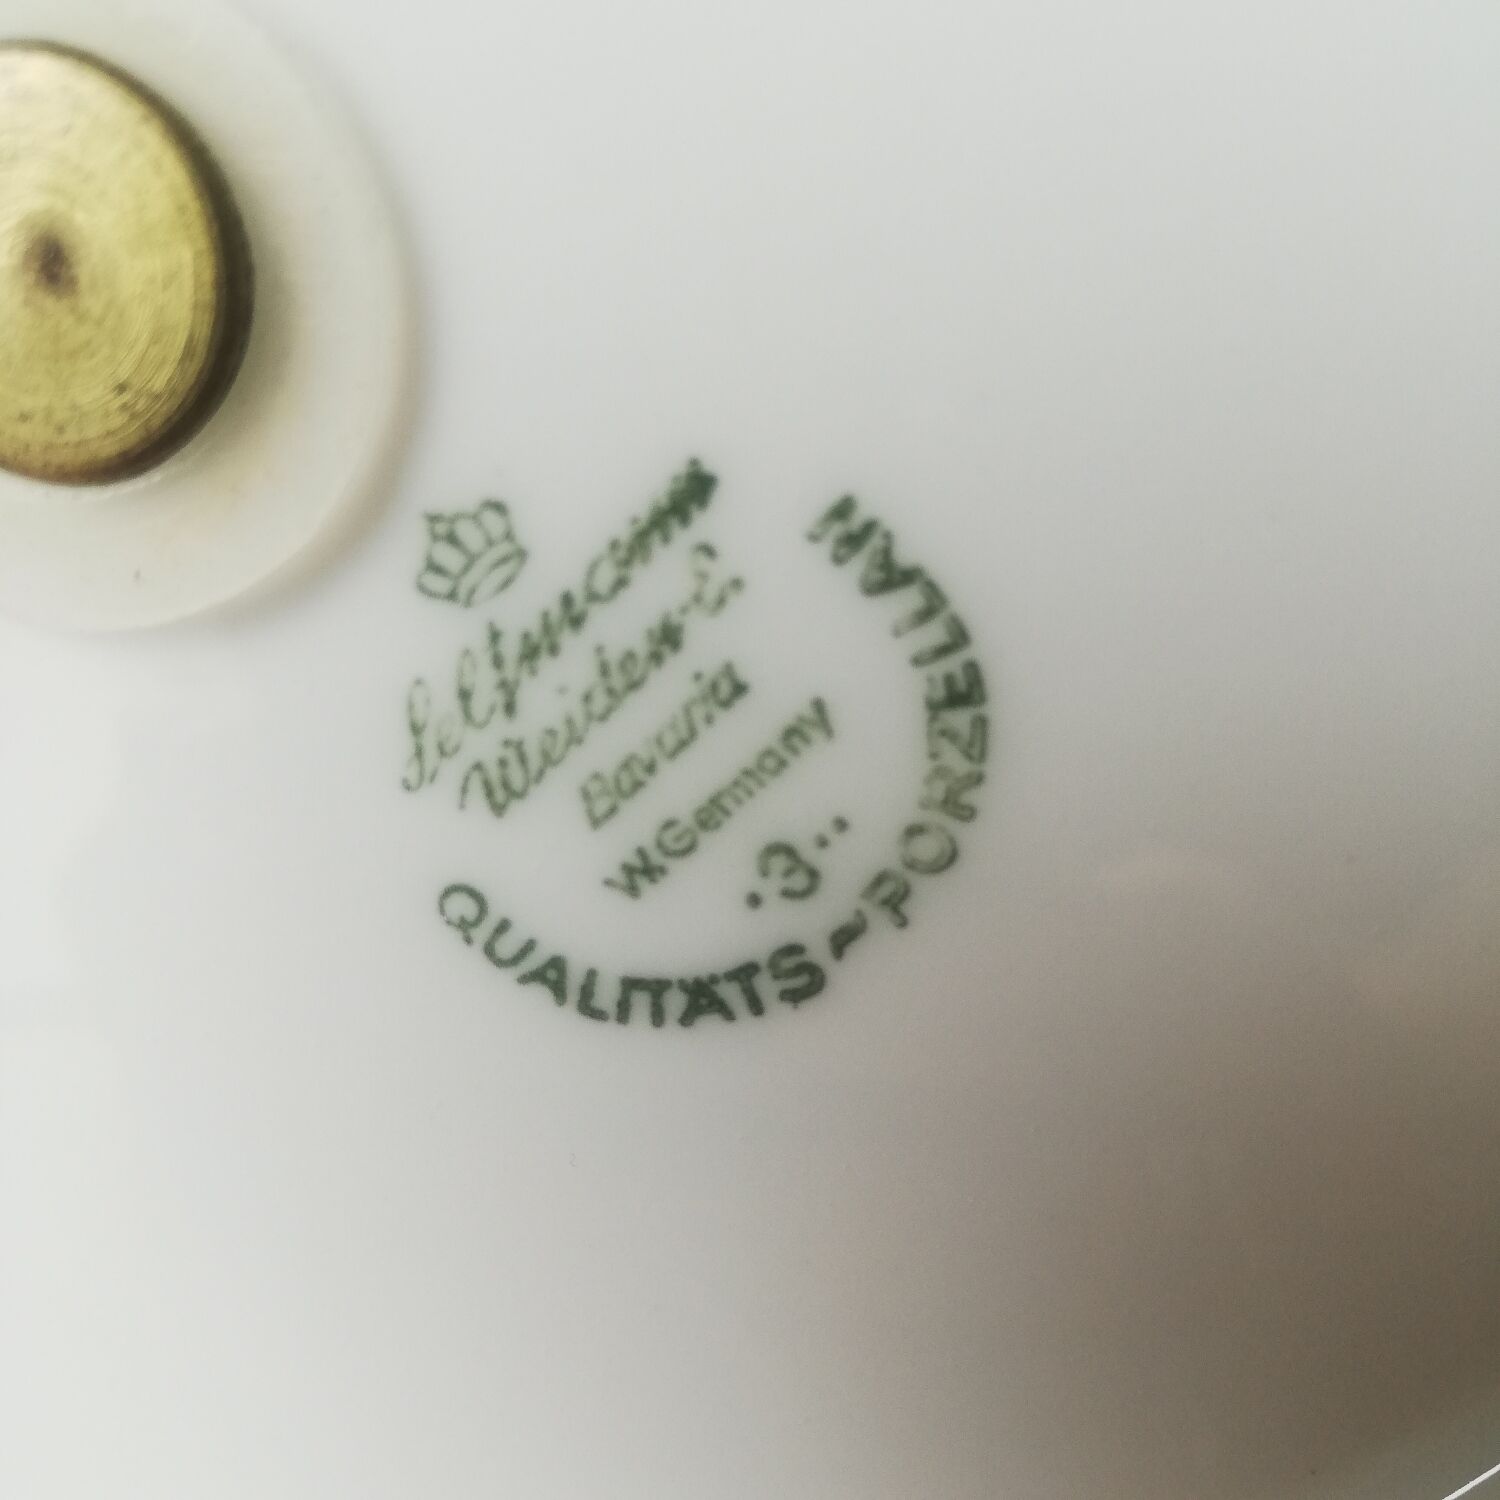 Seltmann
Weiden
Bavaria
W.Germany
.3..
QUALITÄTS~PORZELLAN